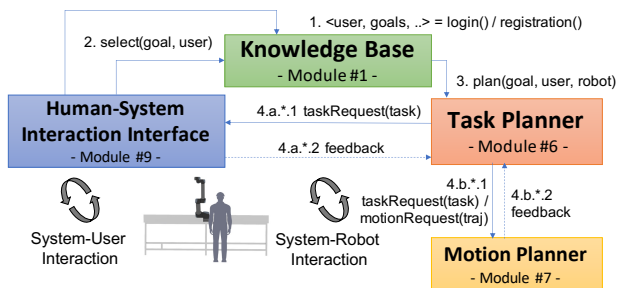 1. <user, goals, ..> = login() / registration()
2. select(goal, user)
Knowledge Base
- Module #1 -
3. plan(goal, user, robot)
Human-System
Interaction Interface
- Module #9 -
4.a.*.1 taskRequest(task)
4.a.*.2 feedback
Task Planner
- Module #6 -
4.b.*.1
taskRequest(task) /
motionRequest(traj)
4.b.*.2
feedback
System-User
Interaction
System-Robot
Interaction
Motion Planner
- Module #7 -